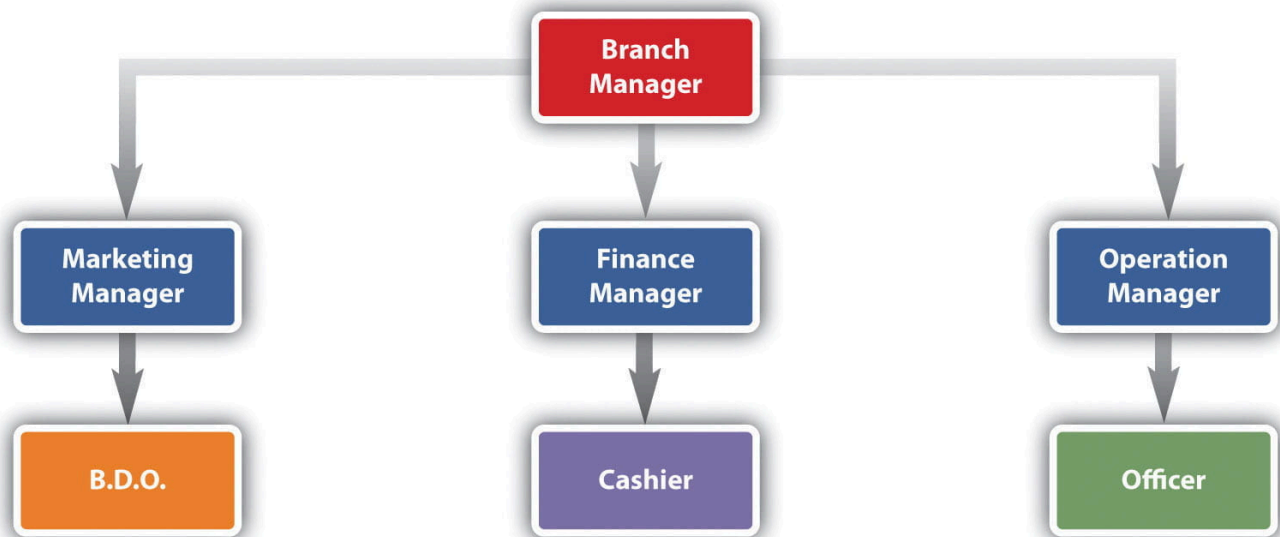 Branch
Manager
Marketing
Manager
Finance
Manager
Operation
Manager
B.D.O.
Cashier
Officer